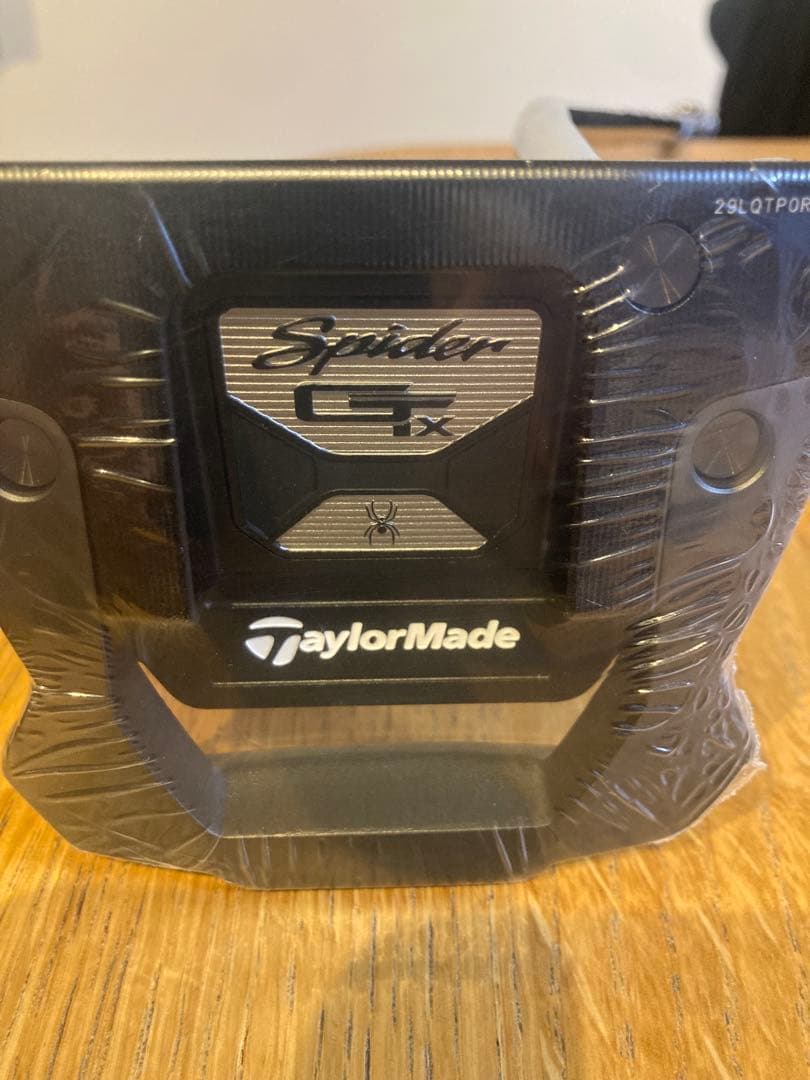 29LQTPOR
Spider
GTx
TaylorMade